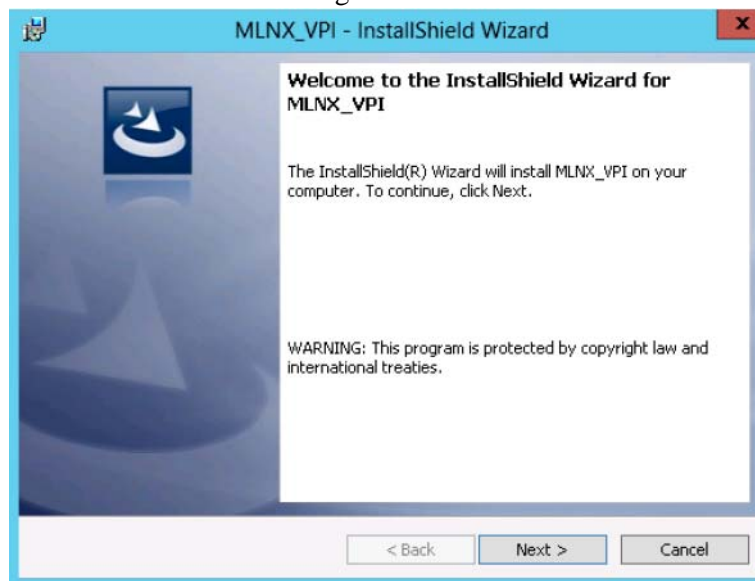 MLNX_VPI - InstallShield Wizard
x
Welcome to the InstallShield Wizard for
MLNX_VPI
The InstallShield(R) Wizard will install MLNX_VPI on your
computer. To continue, click Next.
WARNING: This program is protected by copyright law and
international treaties.
< Back Next > Cancel